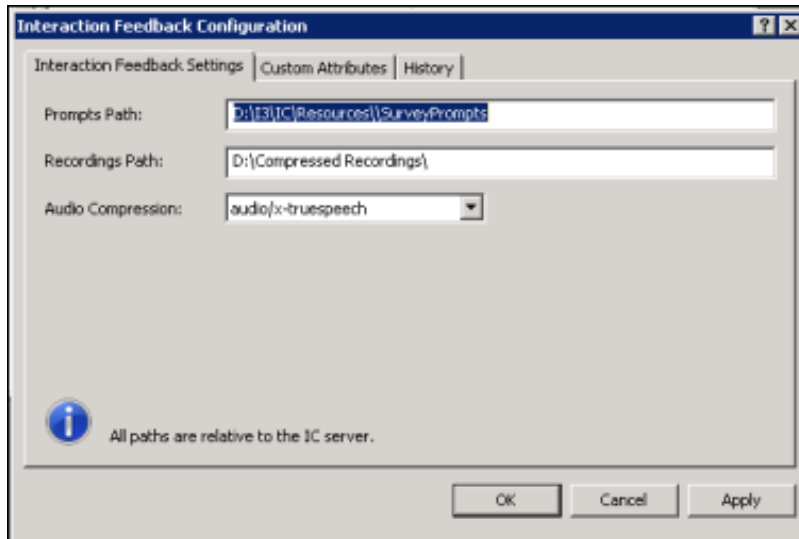 Interaction Feedback Configuration
Interaction Feedback Settings Custom Attributes History
Prompts Path: D:\I3\IC\Resources\\SurveyPrompts
Recordings Path: D:\Compressed Recordings\
Audio Compression: audio/x-truespeech
All paths are relative to the IC server.
OK Cancel Apply